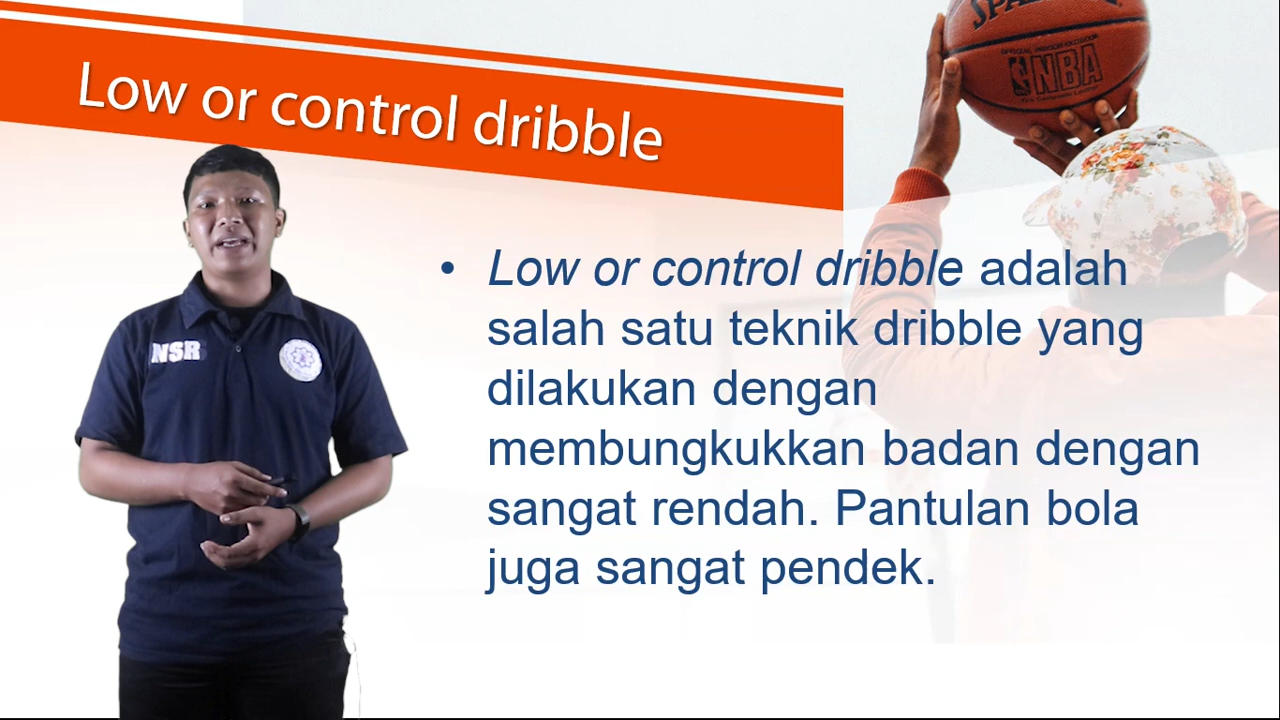 Low or control dribble
SPA
NBA
NSR
• Low or control dribble adalah
salah satu teknik dribble yang
dilakukan dengan
membungkukkan badan dengan
sangat rendah. Pantulan bola
juga sangat pendek.